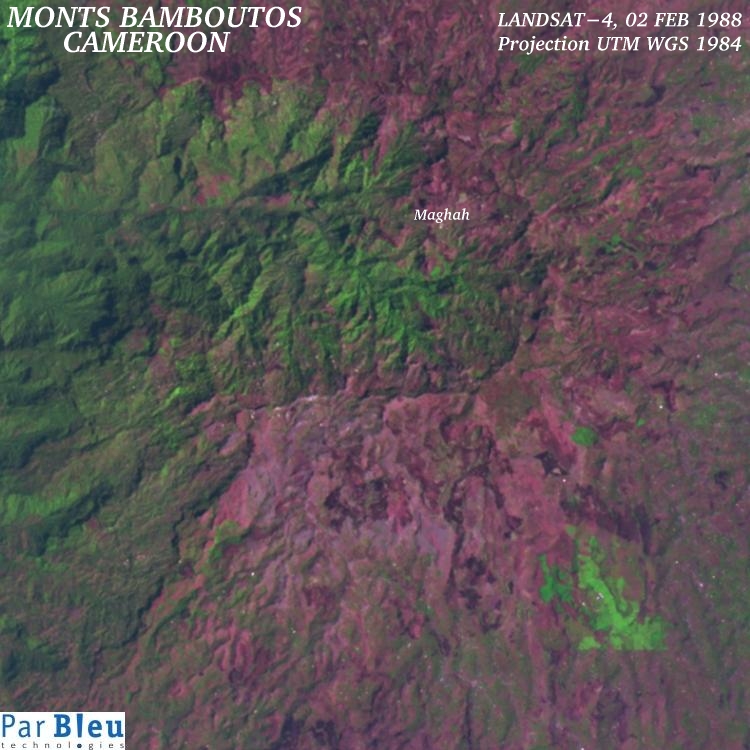 MONTS BAMBOUTOS
CAMEROON
LANDSAT-4, 02 FEB 1988
Projection UTM WGS 1984
Maghah
Par Bleu
technologies